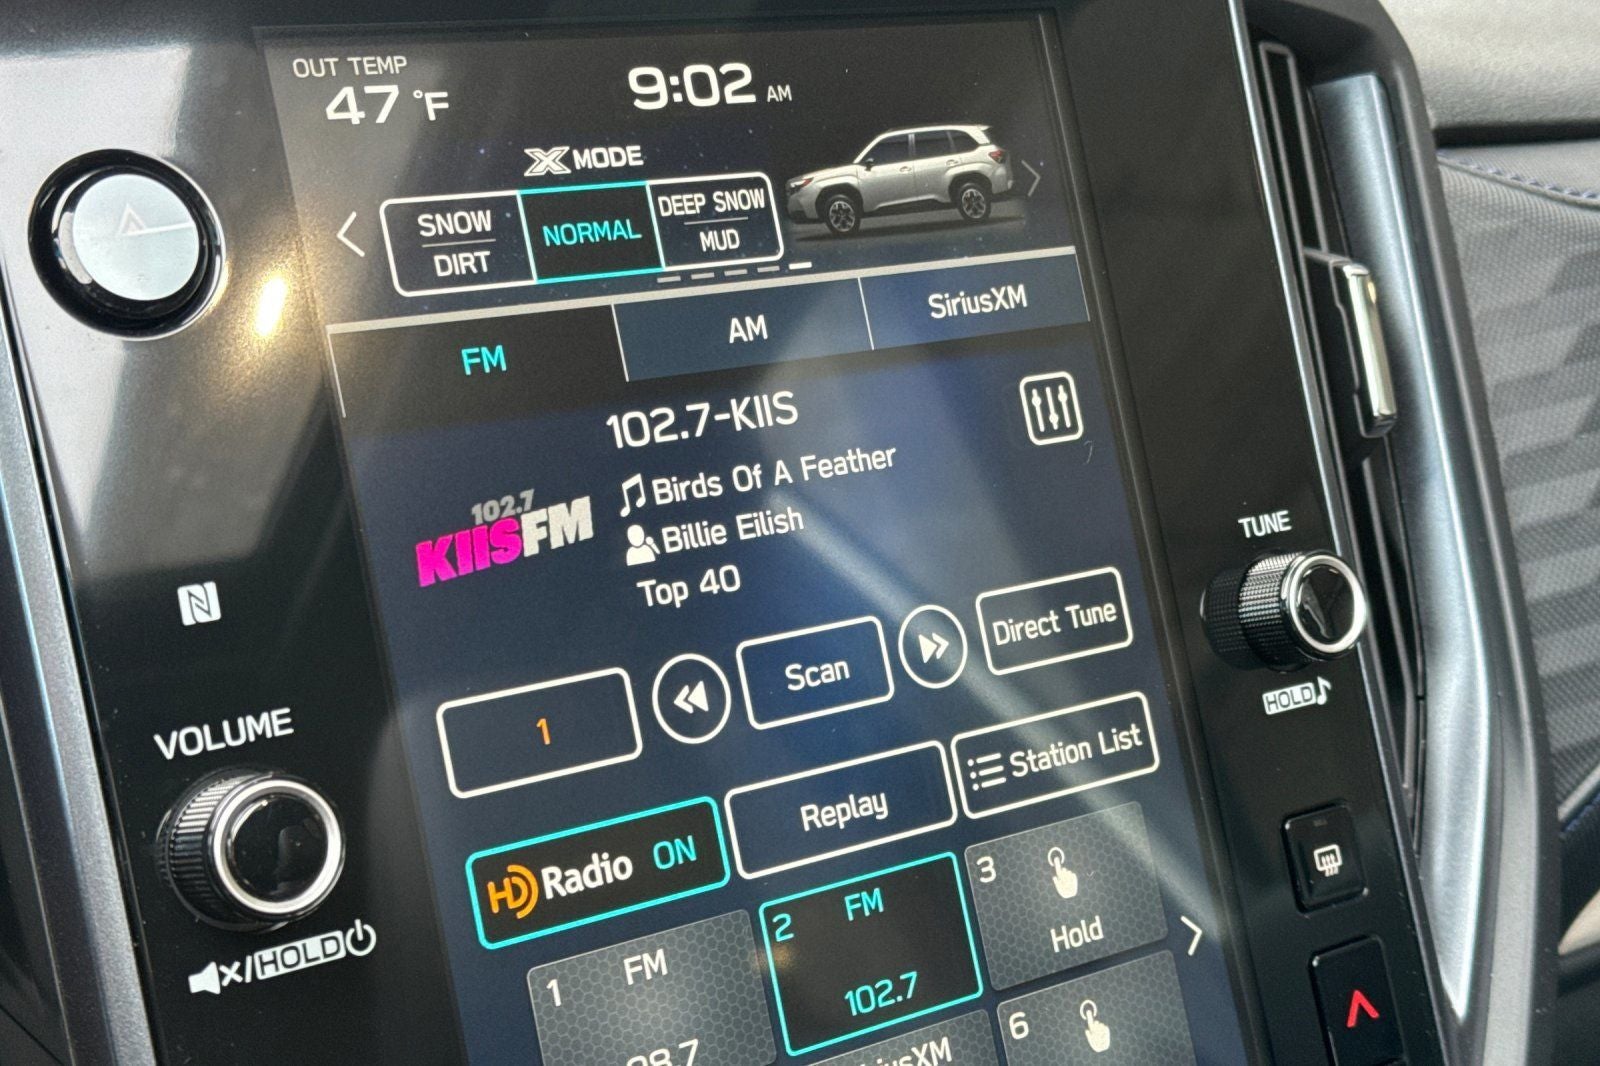 OUT TEMP
47 °F
9:02 AM
X MODE
SNOW
DIRT
NORMAL
DEEP SNOW
MUD
FM
AM
SiriusXM
102.7-KIIS
Birds Of A Feather
Billie Eilish
Top 40
102.7
KIISFM
1
Scan
Direct Tune
HD Radio ON
Replay
Station List
1
FM
2
FM
102.7
3
Hold
6
N
VOLUME
HOLD
TUNE
HOLD